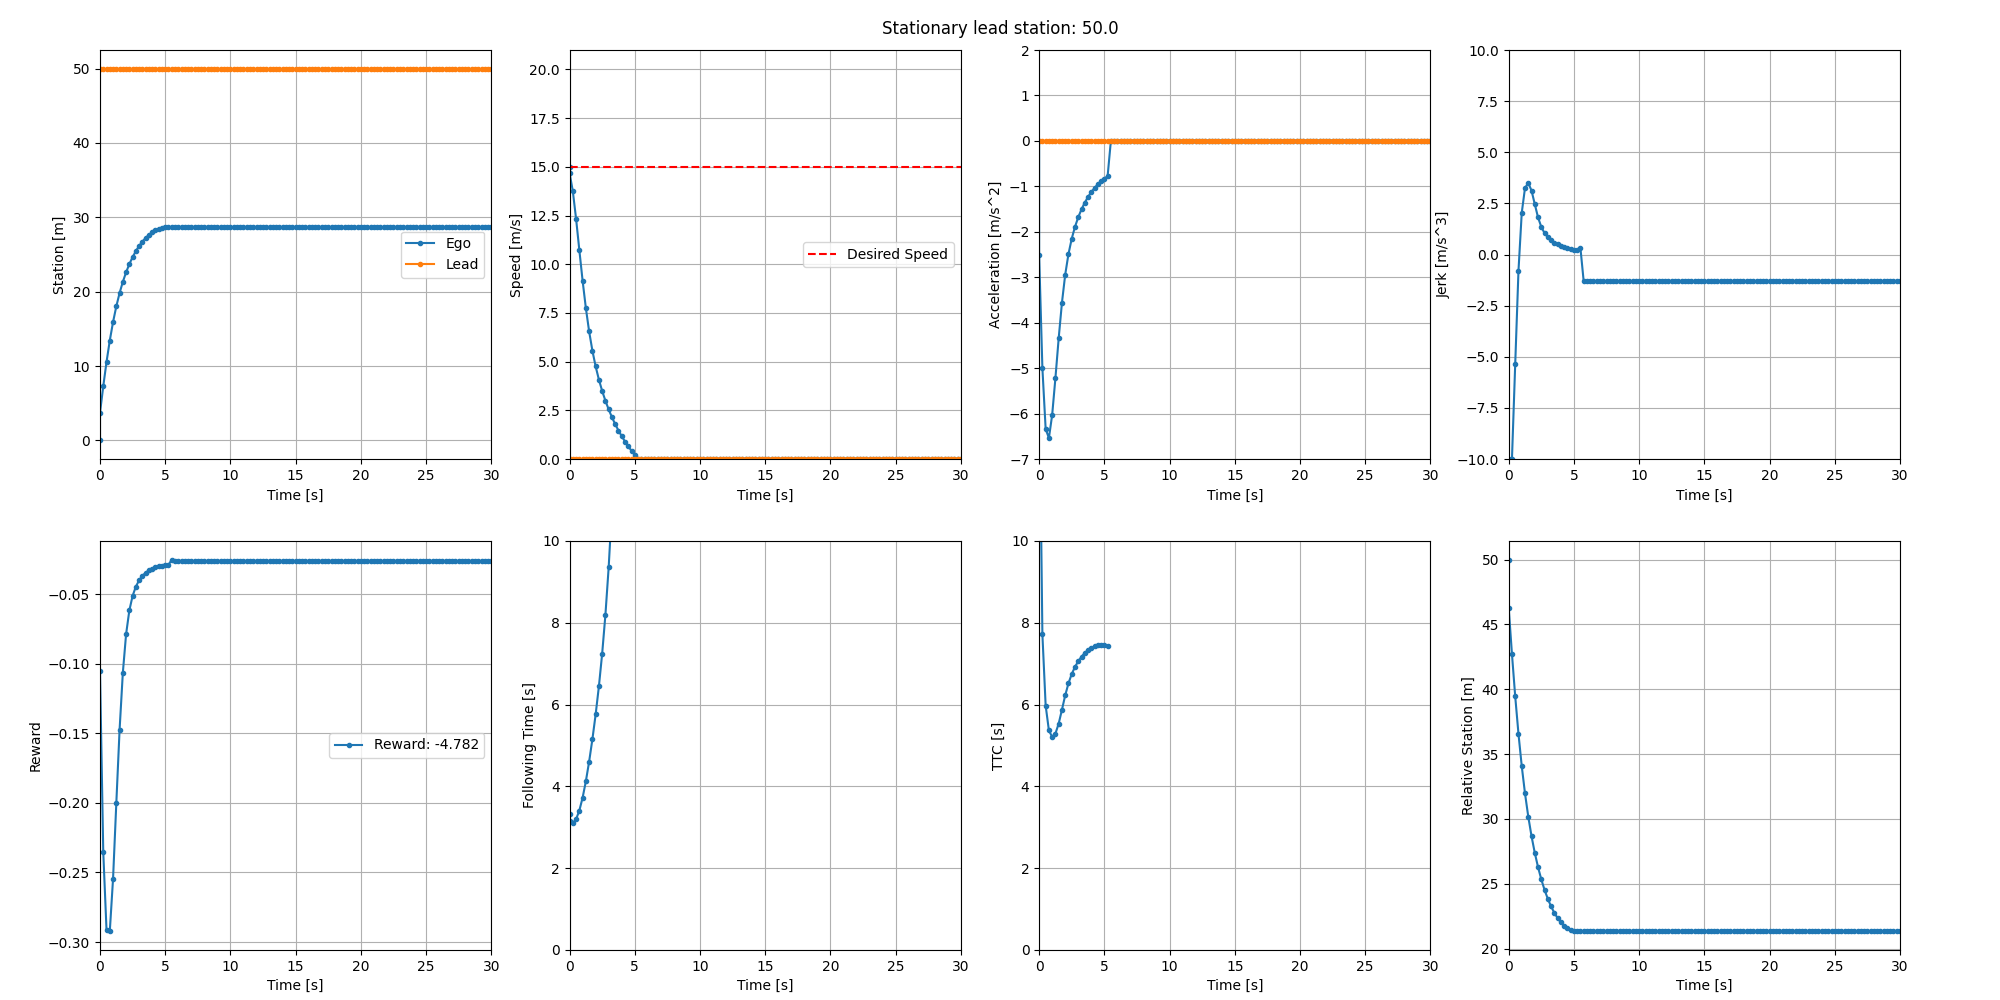 Stationary lead station: 50.0
Station [m]
50
40
30
20
10
0
Ego
Lead
0 5 10 15 20 25 30
Time [s]
Speed [m/s]
20.0
17.5
15.0
12.5
10.0
7.5
5.0
2.5
0.0
Desired Speed
0 5 10 15 20 25 30
Time [s]
Acceleration [m/s^2]
2
1
0
−1
−2
−3
−4
−5
−6
−7
0 5 10 15 20 25 30
Time [s]
Jerk [m/s^3]
10.0
7.5
5.0
2.5
0.0
−2.5
−5.0
−7.5
−10.0
0 5 10 15 20 25 30
Time [s]
Reward
−0.05
−0.10
−0.15
−0.20
−0.25
−0.30
Reward: -4.782
0 5 10 15 20 25 30
Time [s]
Following Time [s]
10
8
6
4
2
0
0 5 10 15 20 25 30
Time [s]
TTC [s]
10
8
6
4
2
0
0 5 10 15 20 25 30
Time [s]
Relative Station [m]
50
45
40
35
30
25
20
0 5 10 15 20 25 30
Time [s]